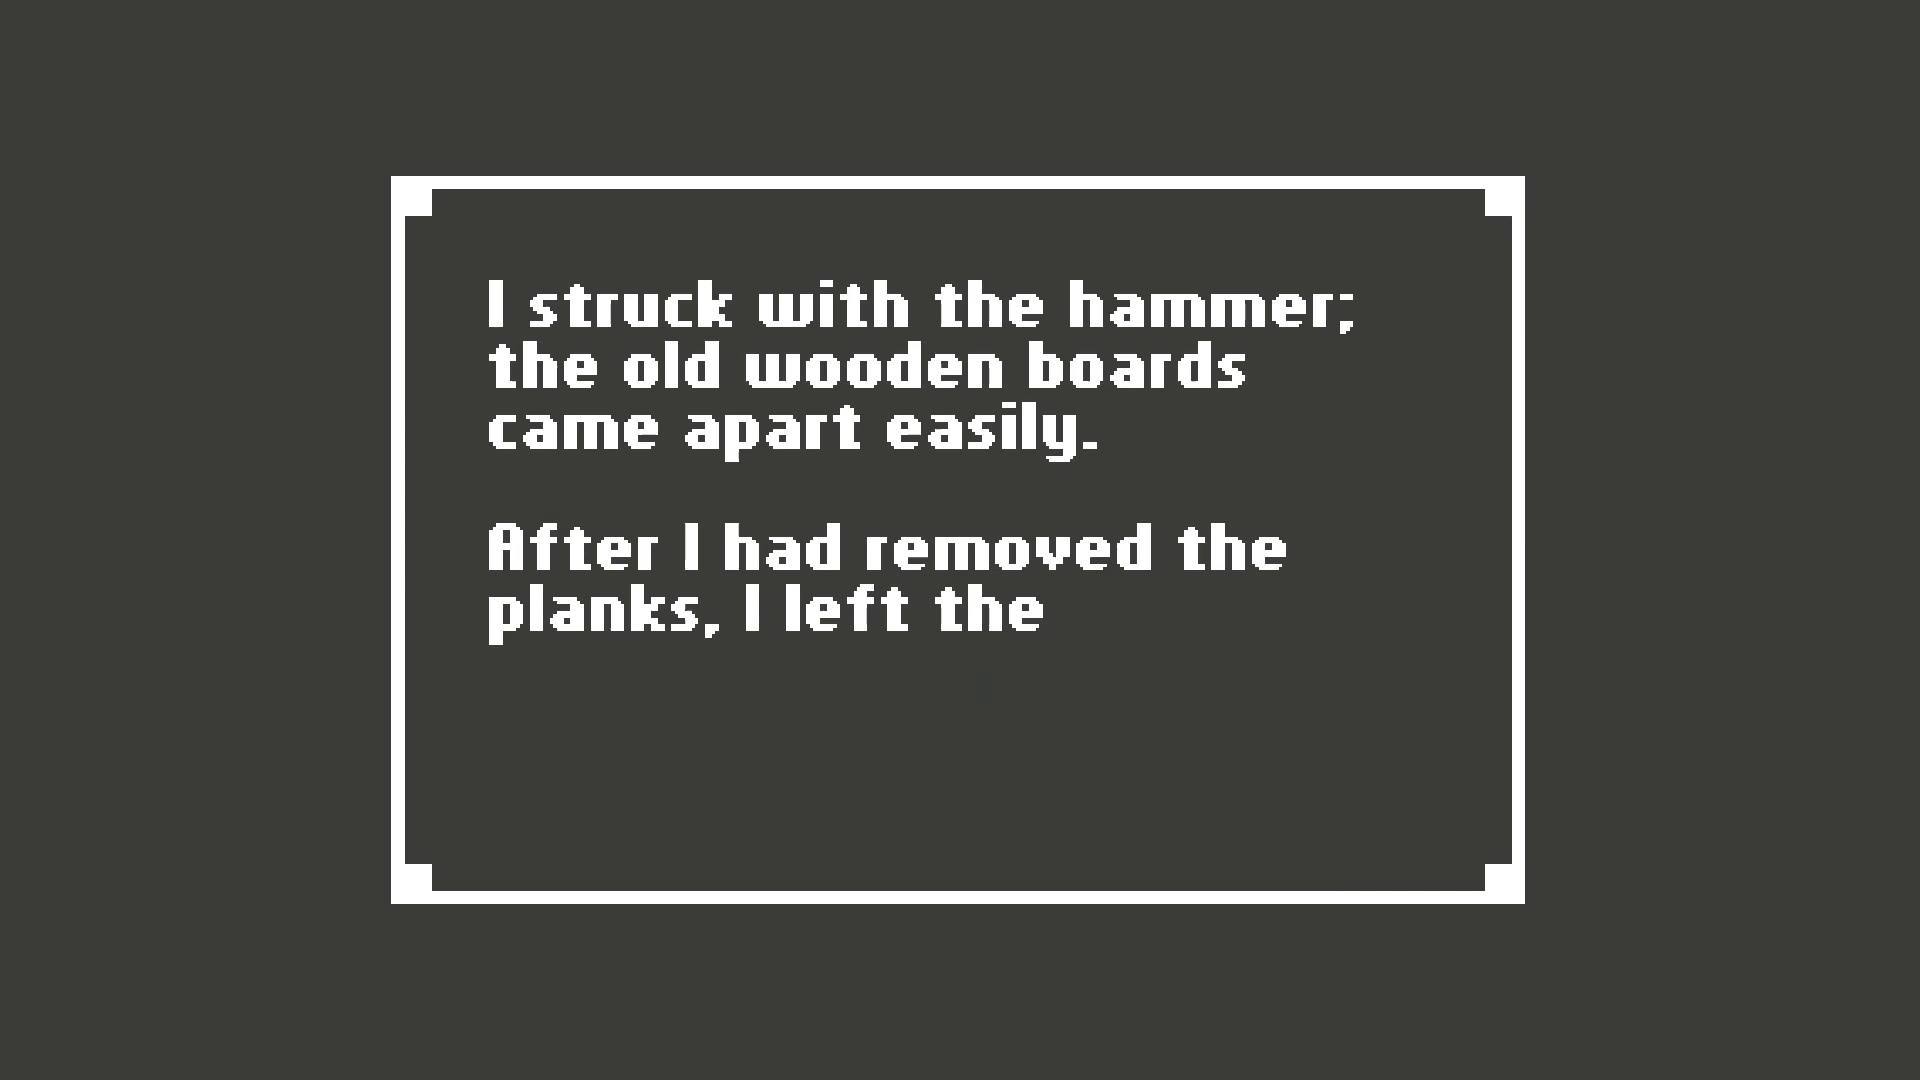 I struck with the hammer;
the old wooden boards
came apart easily.
After I had removed the
planks, I left the